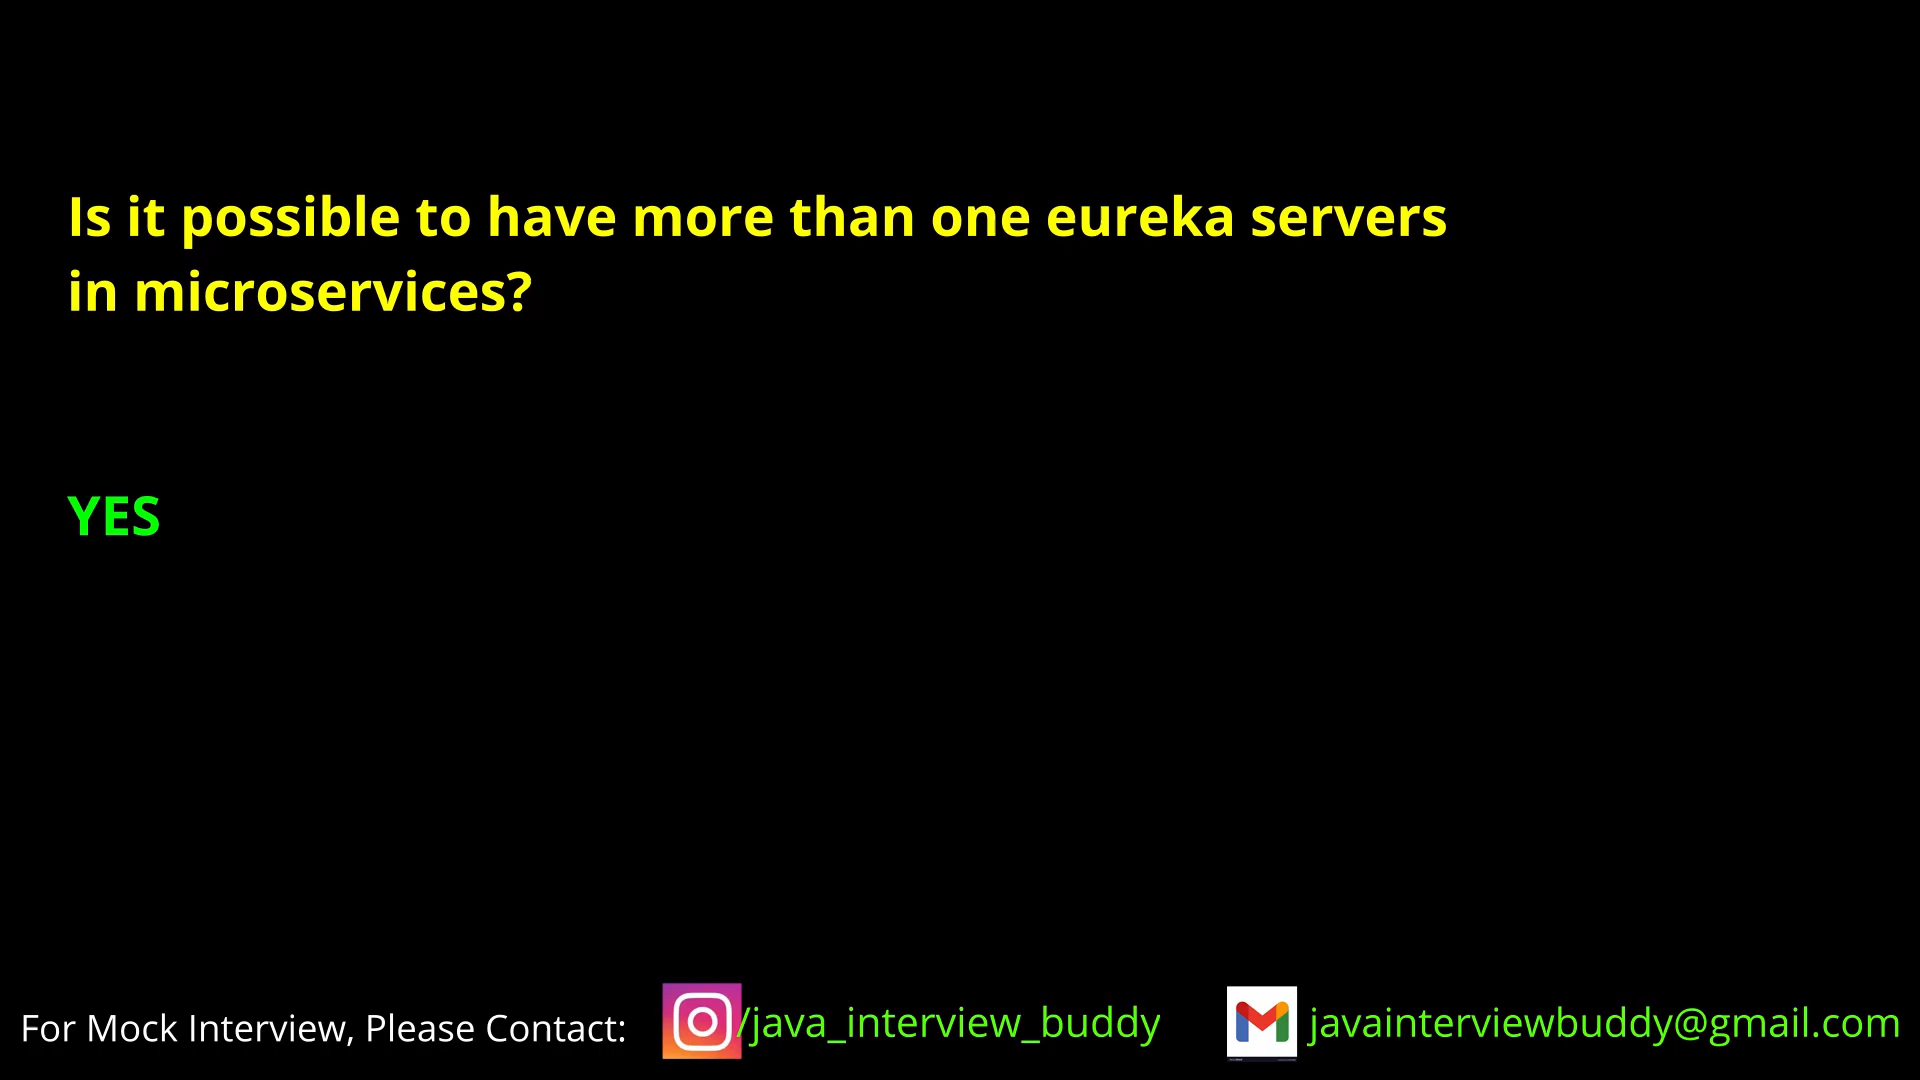 Is it possible to have more than one eureka servers
in microservices?
YES
For Mock Interview, Please Contact: /java_interview_buddy javainterviewbuddy@gmail.com